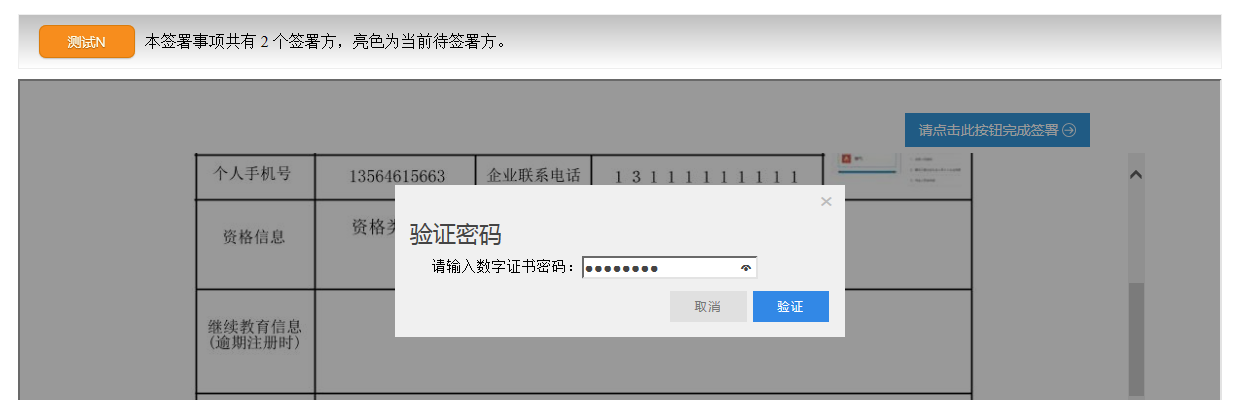 测试N 本签署事项共有 2 个签署方，亮色为当前待签署方。
请点击此按钮完成签署
个人手机号 13564615663 企业联系电话 1 3 1 1 1 1 1 1 1 1 1
资格信息 资格
×
验证密码
请输入数字证书密码： ●●●●●●●●
取消 验证
继续教育信息
(逾期注册时)